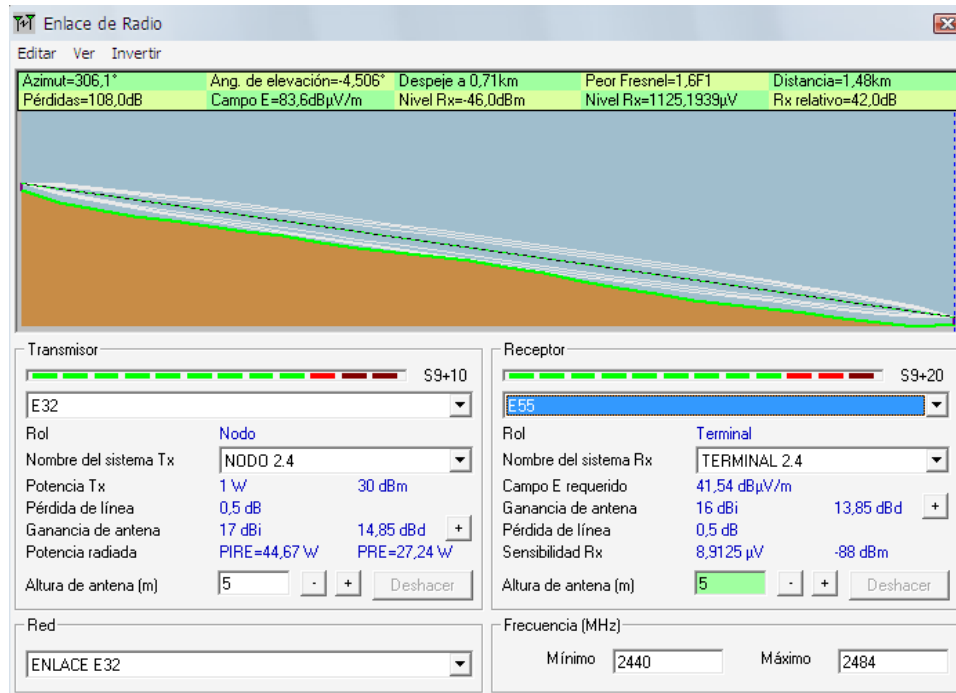 Enlace de Radio
Editar Ver Invertir
Azimut=306,1° Ang. de elevación=-4,506° Despeje a 0,71km Peor Fresnel=1,6F1 Distancia=1,48km
Pérdidas=108,0dB Campo E=83,6dBµV/m Nivel Rx=-46,0dBm Nivel Rx=1125,1939µV Rx relativo=42,0dB
Transmisor
S9+10
E32
Rol Nodo
Nombre del sistema Tx NODO 2.4
Potencia Tx 1 W 30 dBm
Pérdida de línea 0,5 dB
Ganancia de antena 17 dBi 14,85 dBd +
Potencia radiada PIRE=44,67 W PRE=27,24 W
Altura de antena (m) 5 - + Deshacer
Receptor
S9+20
E55
Rol Terminal
Nombre del sistema Rx TERMINAL 2.4
Campo E requerido 41,54 dBµV/m
Ganancia de antena 16 dBi 13,85 dBd +
Pérdida de línea 0,5 dB
Sensibilidad Rx 8,9125 µV -88 dBm
Altura de antena (m) 5 - + Deshacer
Red
ENLACE E32
Frecuencia (MHz)
Mínimo 2440 Máximo 2484